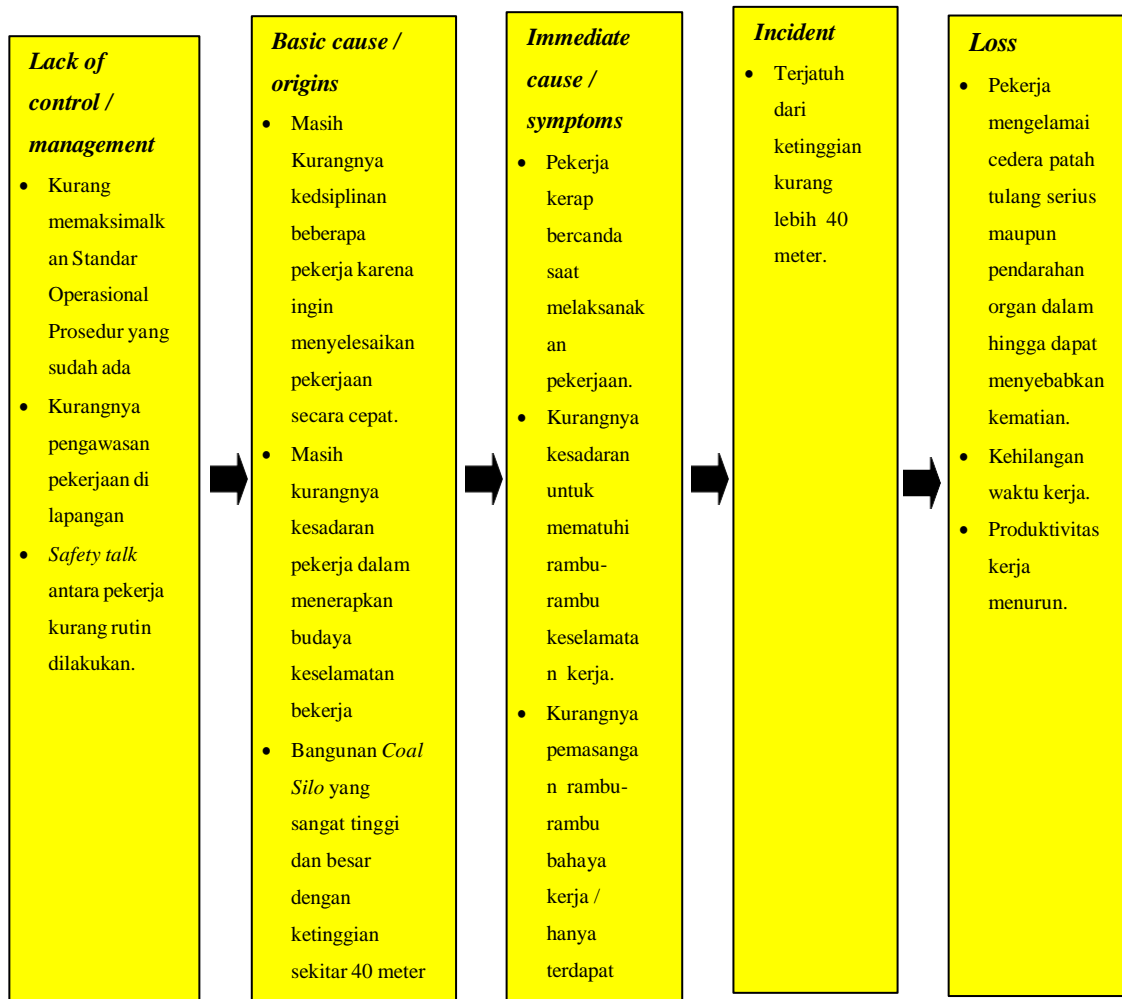 Lack of
control /
management
• Kurang
memaksimalk
an Standar
Operasional
Prosedur yang
sudah ada
• Kurangnya
pengawasan
pekerjaan di
lapangan
• Safety talk
antara pekerja
kurang rutin
dilakukan.
Basic cause /
origins
• Masih
Kurangnya
kedsiplinan
beberapa
pekerja karena
ingin
menyelesaikan
pekerjaan
secara cepat.
• Masih
kurangnya
kesadaran
pekerja dalam
menerapkan
budaya
keselamatan
bekerja
• Bangunan Coal
Silo yang
sangat tinggi
dan besar
dengan
ketinggian
sekitar 40 meter
Immediate
cause /
symptoms
• Pekerja
kerap
bercanda
saat
melaksanak
an
pekerjaan.
• Kurangnya
kesadaran
untuk
mematuhi
rambu-
rambu
keselamata
n kerja.
• Kurangnya
pemasanga
n rambu-
rambu
bahaya
kerja /
hanya
terdapat
Incident
• Terjatuh
dari
ketinggian
kurang
lebih 40
meter.
Loss
• Pekerja
mengelamai
cedera patah
tulang serius
maupun
pendarahan
organ dalam
hingga dapat
menyebabkan
kematian.
• Kehilangan
waktu kerja.
• Produktivitas
kerja
menurun.